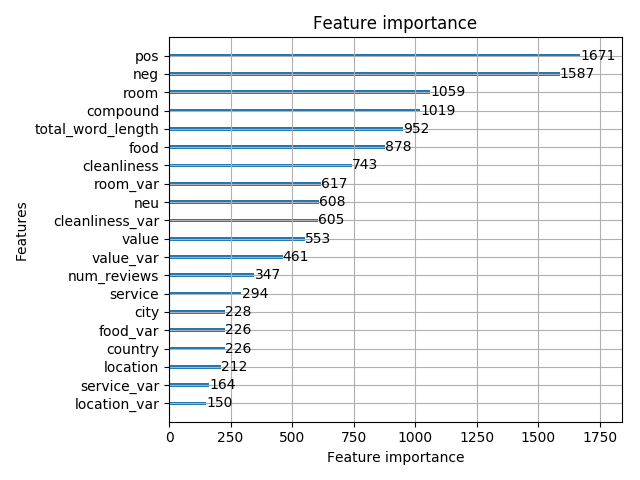 Feature importance
pos 1671
neg 1587
room 1059
compound 1019
total_word_length 952
food 878
cleanliness 743
room_var 617
neu 608
cleanliness_var 605
value 553
value_var 461
num_reviews 347
service 294
city 228
food_var 226
country 226
location 212
service_var 164
location_var 150
Features
0 250 500 750 1000 1250 1500 1750
Feature importance